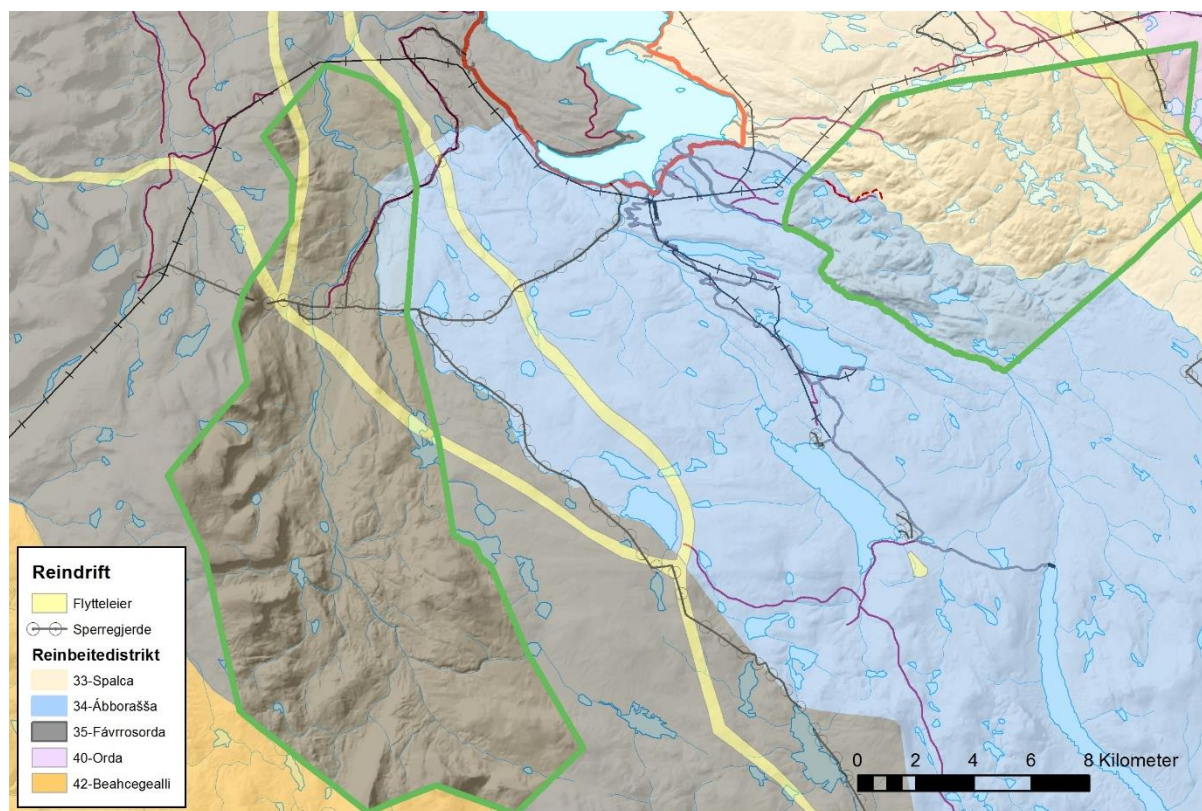 Reindrift
Flytteleier
Sperregjerde
Reinbeitedistrikt
33-Spalca
34-Ábborašša
35-Fávrrosorda
40-Orda
42-Beahcegealli
0 2 4 6 8 Kilometer